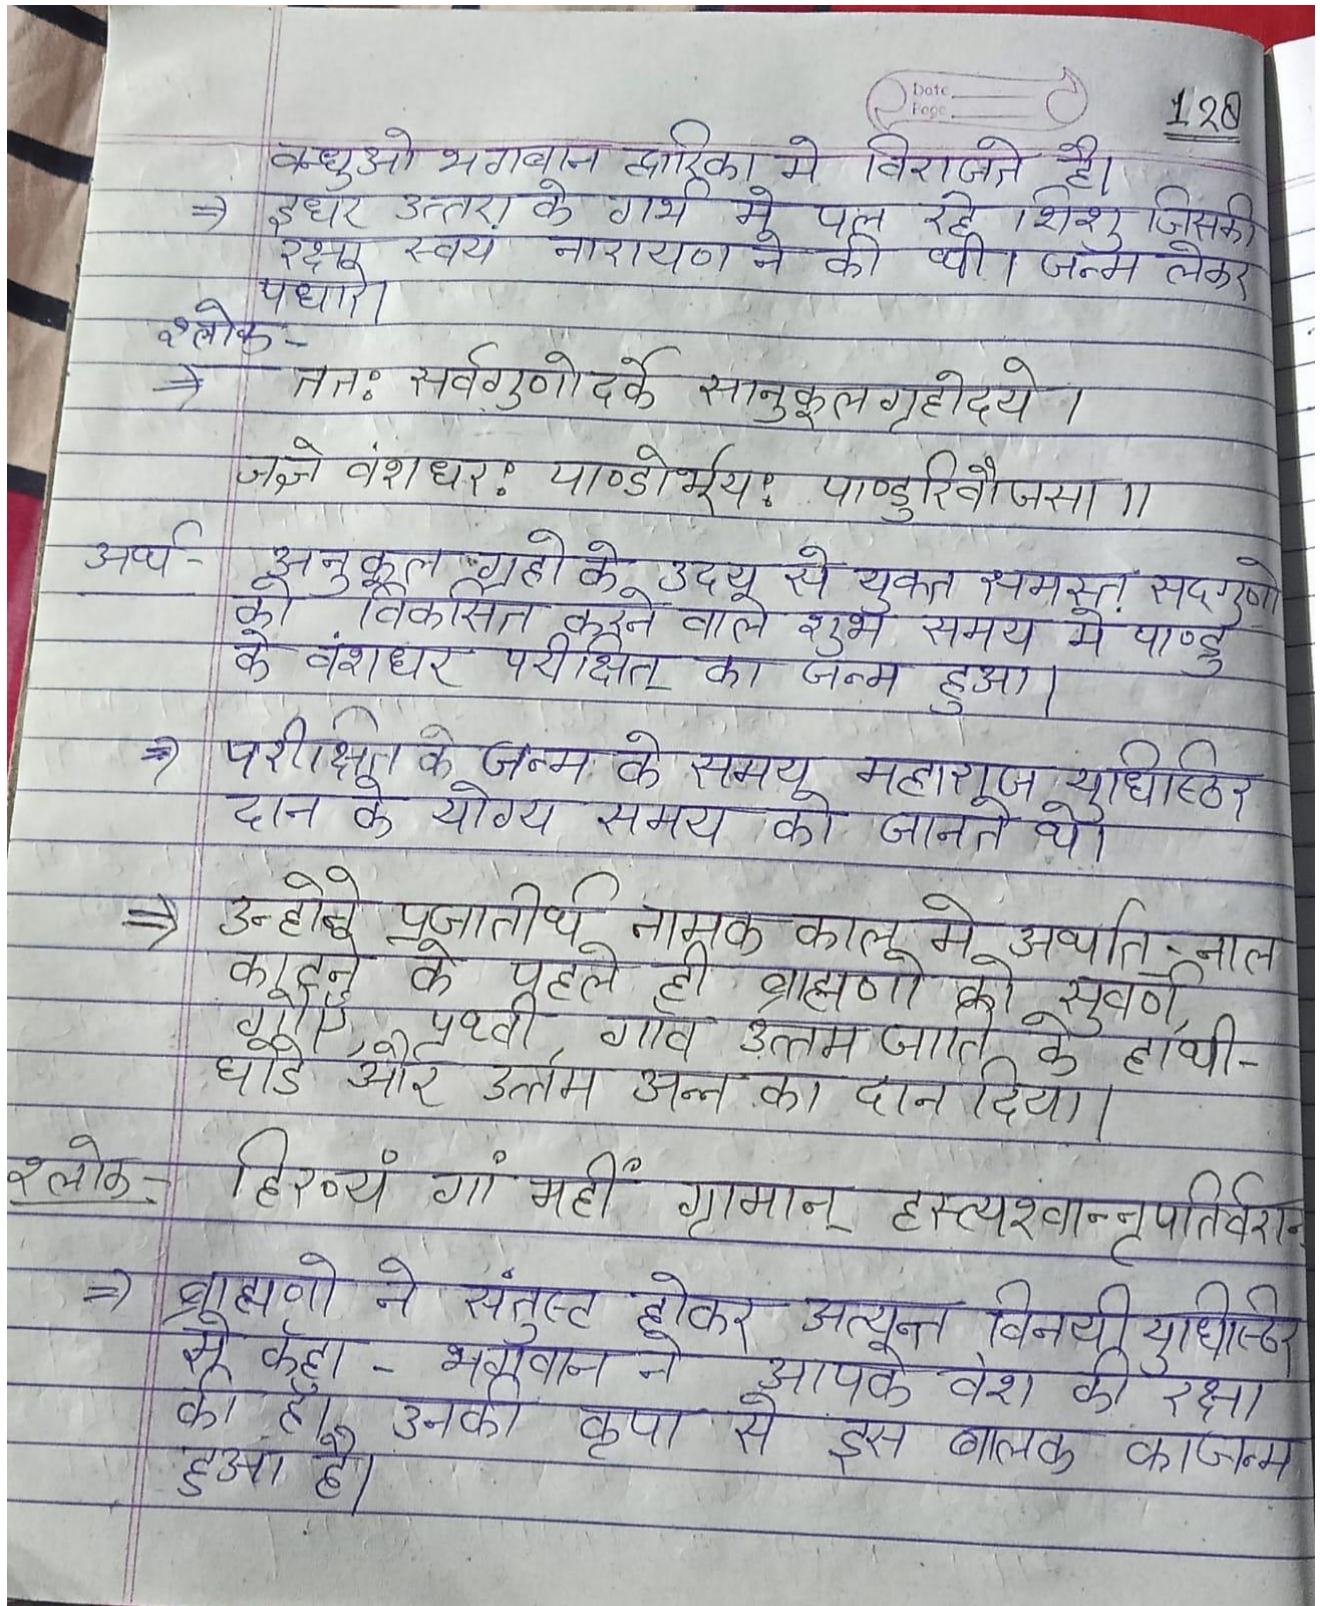 Date
Page
128
बन्धुओ भगवान द्वारिका मे विराजते है।
⇒ इधर उत्तरा के गर्भ मे पल रहे शिशु जिसकी
रक्षा स्वयं नारायण ने की थी। जन्म लेकर
पधारे।
श्लोक-
⇒ ततः सर्वगुणोदर्के सानुकूलग्रहोदये।
जज्ञे वंशधरः पाण्डोर्भूयः पाण्डुरिवौजसा॥
अर्थ- अनुकूल ग्रहो के उदय से युक्त समस्त सदगुणो
को विकसित करने वाले शुभ समय मे पाण्डु
के वंशधर परीक्षित् का जन्म हुआ।
⇒ परीक्षित के जन्म के समय महाराज युधिस्ठिर
दान के योग्य समय को जानते थे।
⇒ उन्होने प्रजातीर्थ नामक काल मे अर्थात-नाल
काटने के पहले ही ब्राह्मणो को सुवर्ण,
गौएं, पृथ्वी, गाव उत्तम जाति के हाथी-
घोडे और उत्तम अन्न का दान दिया।
श्लोक- हिरण्यं गां महीं ग्रामान् हस्त्यश्वान्नृपतिर्वरान्
⇒ ब्राह्मणो ने संतुस्ट होकर अत्यन्त विनयी युधिस्ठिर
से कहा - भगवान ने आपके वंश की रक्षा
की है। उनकी कृपा से इस बालक का जन्म
हुआ है।